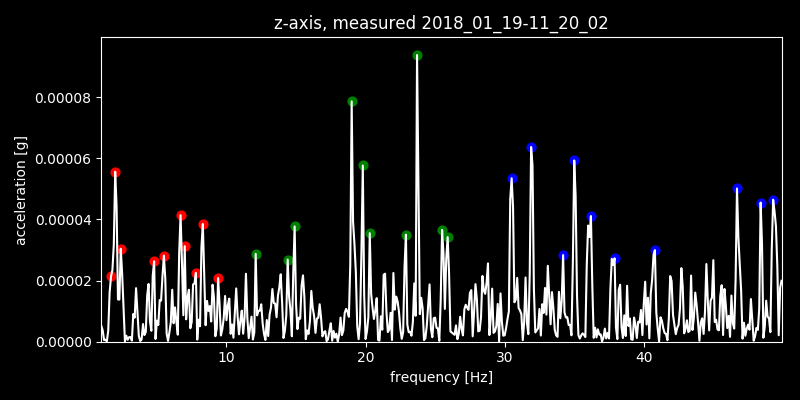 z-axis, measured 2018_01_19-11_20_02
acceleration [g]
0.00008
0.00006
0.00004
0.00002
0.00000
10 20 30 40
frequency [Hz]